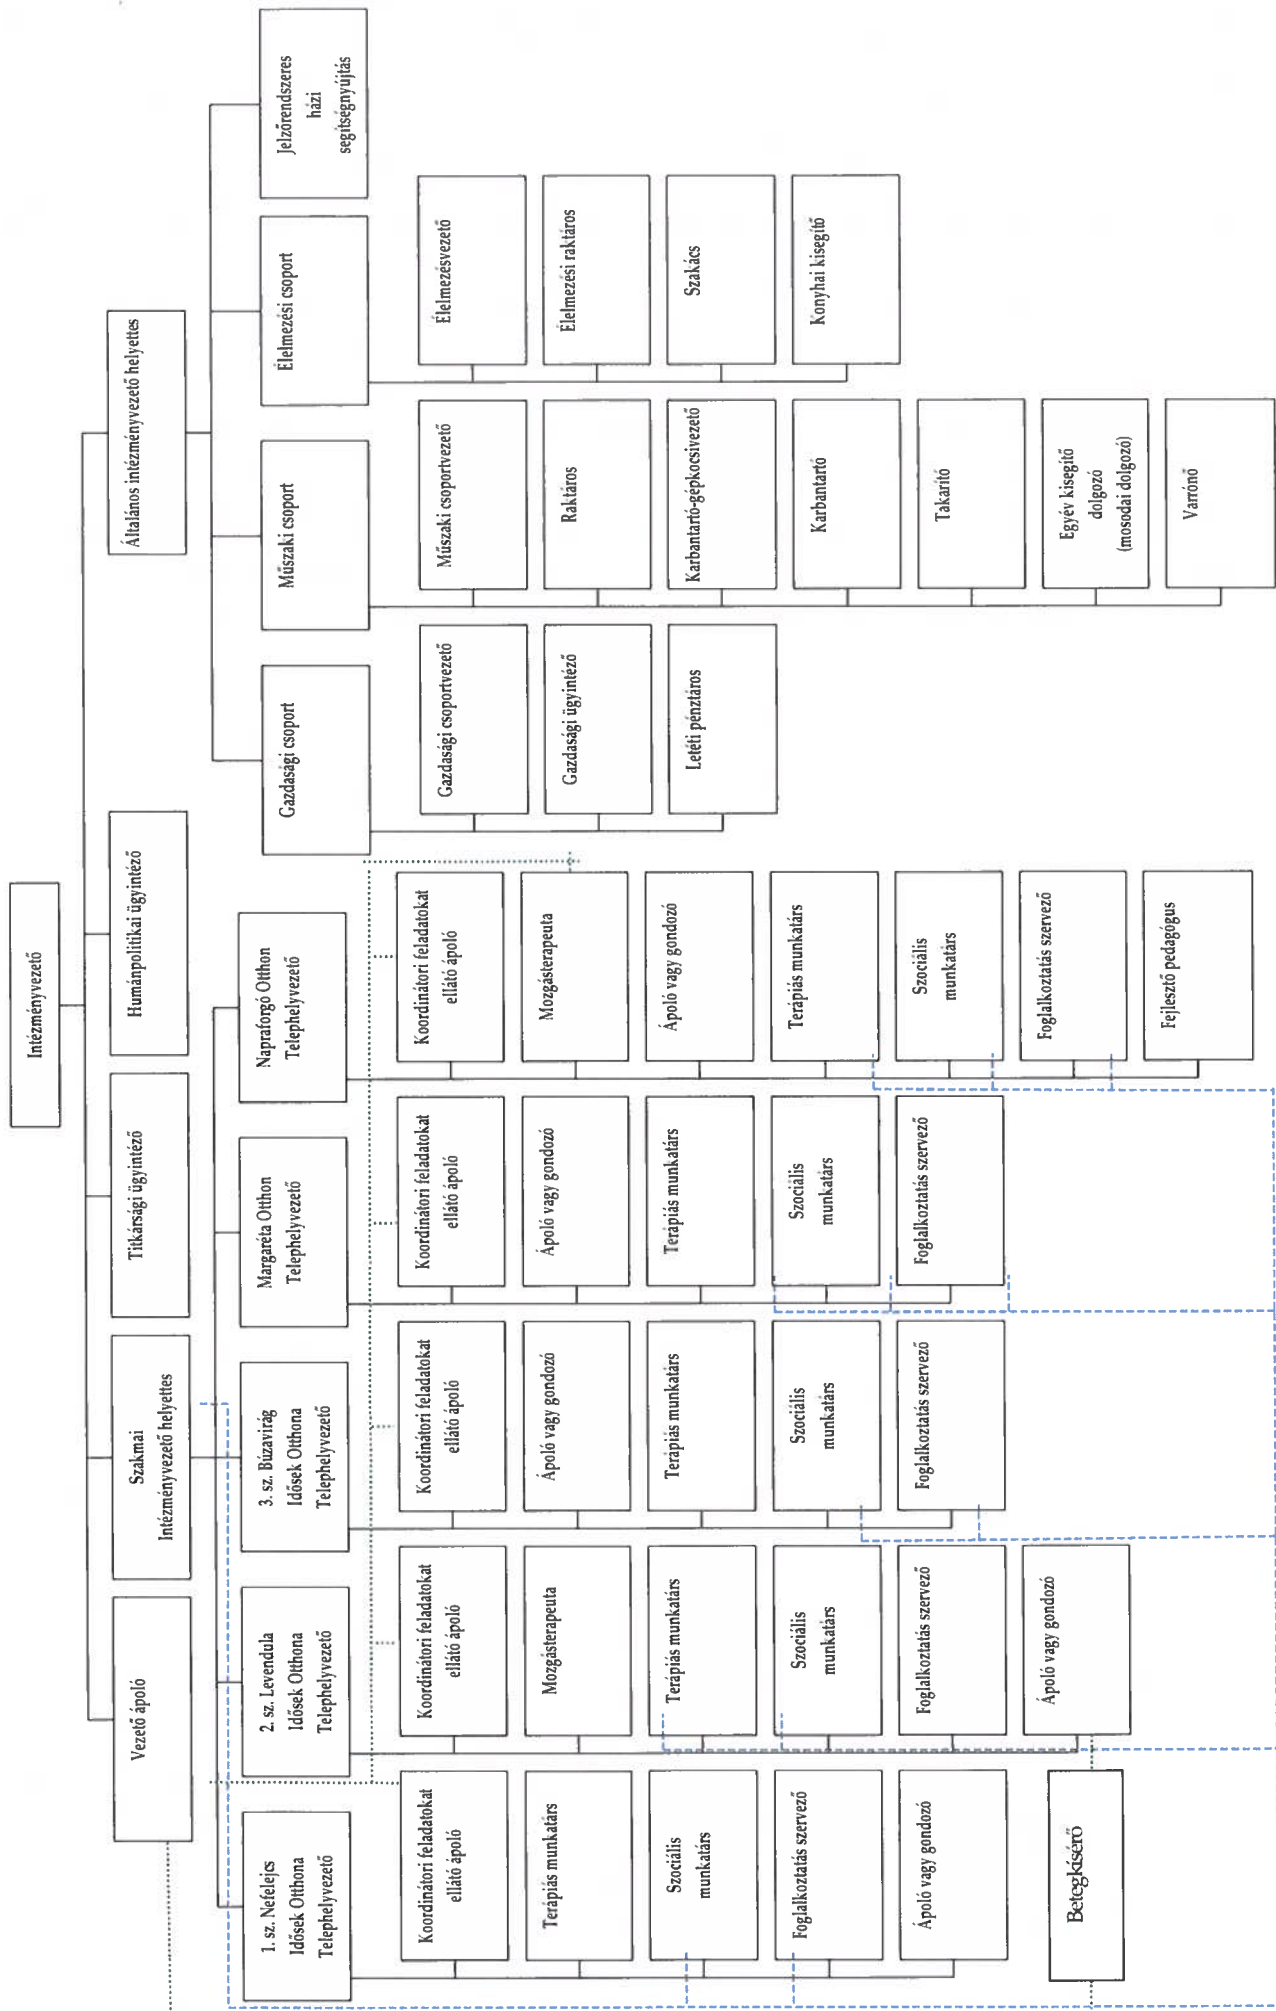 Intézményvezető
Vezető ápoló
Szakmai
Intézményvezető helyettes
Titkársági ügyintéző
Humánpolitikai ügyintéző
Általános intézményvezető helyettes
1. sz. Nefelejcs
Idősek Otthona
Telephelyvezető
2. sz. Levendula
Idősek Otthona
Telephelyvezető
3. sz. Búzavirág
Idősek Otthona
Telephelyvezető
Margaréta Otthon
Telephelyvezető
Napraforgó Otthon
Telephelyvezető
Gazdasági csoport
Műszaki csoport
Élelmezési csoport
Jelzőrendszeres
házi
segítségnyújtás
Koordinátori feladatokat
ellátó ápoló
Terápiás munkatárs
Szociális
munkatárs
Foglalkoztatás szervező
Ápoló vagy gondozó
Betegkísérő
Koordinátori feladatokat
ellátó ápoló
Mozgásterapeuta
Terápiás munkatárs
Szociális
munkatárs
Foglalkoztatás szervező
Ápoló vagy gondozó
Koordinátori feladatokat
ellátó ápoló
Ápoló vagy gondozó
Terápiás munkatárs
Szociális
munkatárs
Foglalkoztatás szervező
Koordinátori feladatokat
ellátó ápoló
Ápoló vagy gondozó
Terápiás munkatárs
Szociális
munkatárs
Foglalkoztatás szervező
Koordinátori feladatokat
ellátó ápoló
Mozgásterapeuta
Ápoló vagy gondozó
Terápiás munkatárs
Szociális
munkatárs
Foglalkoztatás szervező
Fejlesztő pedagógus
Gazdasági csoportvezető
Gazdasági ügyintéző
Letéti pénztáros
Műszaki csoportvezető
Raktáros
Karbantartó-gépkocsivezető
Karbantartó
Takarító
Egyév kisegítő
dolgozó
(mosodai dolgozó)
Varrónő
Élelmezésvezető
Élelmezési raktáros
Szakács
Konyhai kisegítő